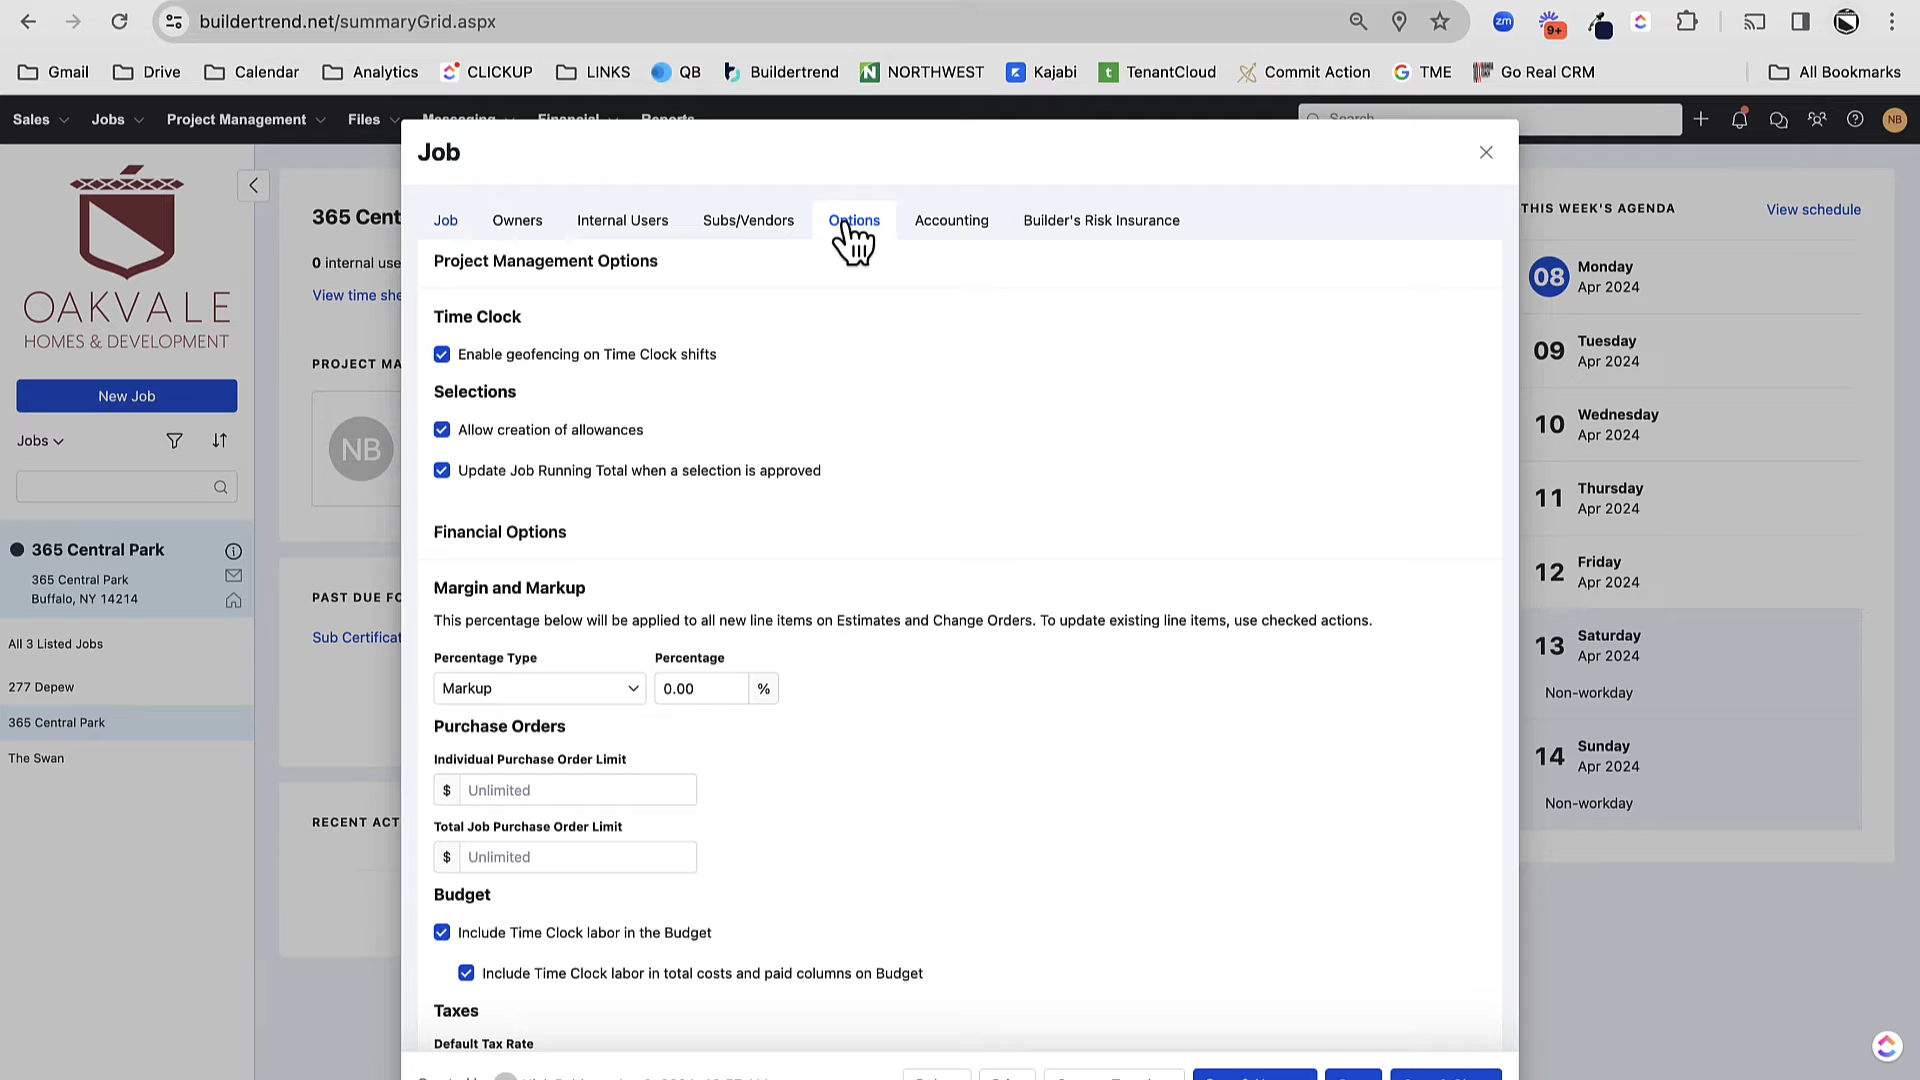 buildertrend.net/summaryGrid.aspx
zm
9+
Gmail
Drive
Calendar
Analytics
CLICKUP
LINKS
QB
Buildertrend
NORTHWEST
Kajabi
TenantCloud
Commit Action
TME
Go Real CRM
All Bookmarks
Sales
Jobs
Project Management
Files
Messaging
Financial
Reports
Search
NB
OAKVALE
HOMES & DEVELOPMENT
New Job
Jobs
365 Central Park
365 Central Park
Buffalo, NY 14214
All 3 Listed Jobs
277 Depew
365 Central Park
The Swan
365 Cent
0 internal use
View time she
PROJECT MA
NB
PAST DUE FO
Sub Certificat
RECENT ACT
Job
Job
Owners
Internal Users
Subs/Vendors
Options
Accounting
Builder's Risk Insurance
Project Management Options
Time Clock
Enable geofencing on Time Clock shifts
Selections
Allow creation of allowances
Update Job Running Total when a selection is approved
Financial Options
Margin and Markup
This percentage below will be applied to all new line items on Estimates and Change Orders. To update existing line items, use checked actions.
Percentage Type
Percentage
Markup
0.00
%
Purchase Orders
Individual Purchase Order Limit
$ Unlimited
Total Job Purchase Order Limit
$ Unlimited
Budget
Include Time Clock labor in the Budget
Include Time Clock labor in total costs and paid columns on Budget
Taxes
Default Tax Rate
THIS WEEK'S AGENDA
View schedule
08 Monday
Apr 2024
09 Tuesday
Apr 2024
10 Wednesday
Apr 2024
11 Thursday
Apr 2024
12 Friday
Apr 2024
13 Saturday
Apr 2024
Non-workday
14 Sunday
Apr 2024
Non-workday